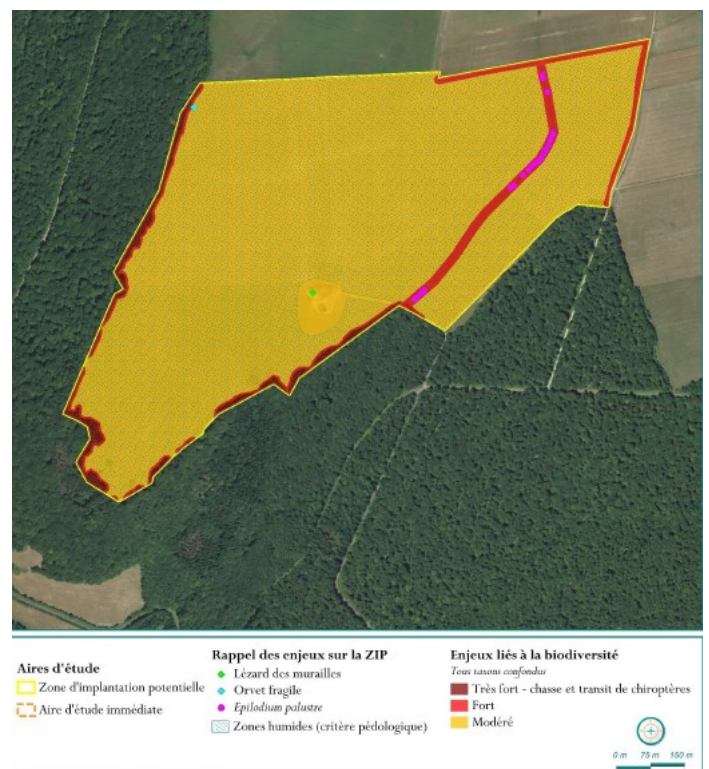 Aires d'étude
Zone d'implantation potentielle
Aire d'étude immédiate
Rappel des enjeux sur la ZIP
Lézard des murailles
Orvet fragile
Epilodium palustre
Zones humides (critère pédologique)
Enjeux liés à la biodiversité
Tous taxons confondus
Très fort - chasse et transit de chiroptères
Fort
Modéré
0 m 75 m 150 m